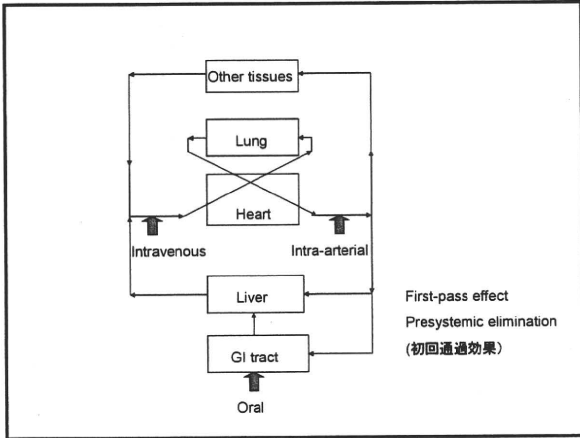 Other tissues
Lung
Heart
Intravenous
Intra-arterial
Liver
First-pass effect
Presystemic elimination
(初回通過効果)
GI tract
Oral